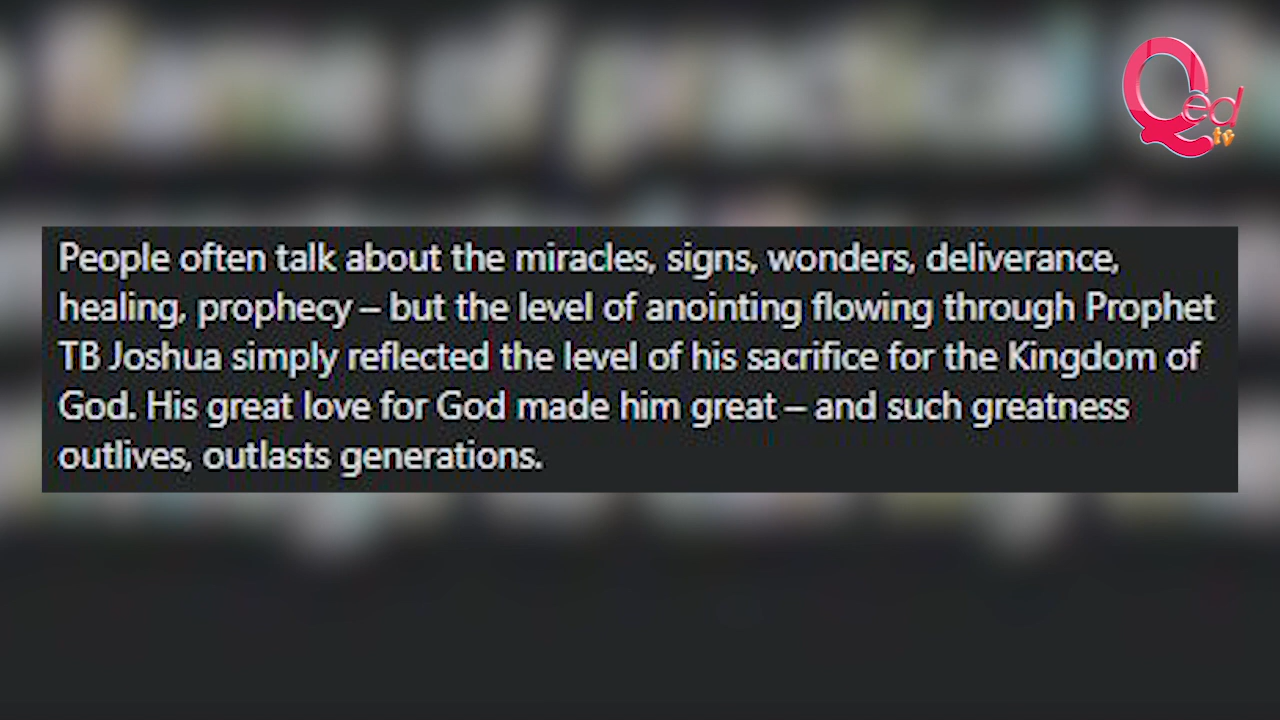 Qed
tv
People often talk about the miracles, signs, wonders, deliverance,
healing, prophecy – but the level of anointing flowing through Prophet
TB Joshua simply reflected the level of his sacrifice for the Kingdom of
God. His great love for God made him great – and such greatness
outlives, outlasts generations.